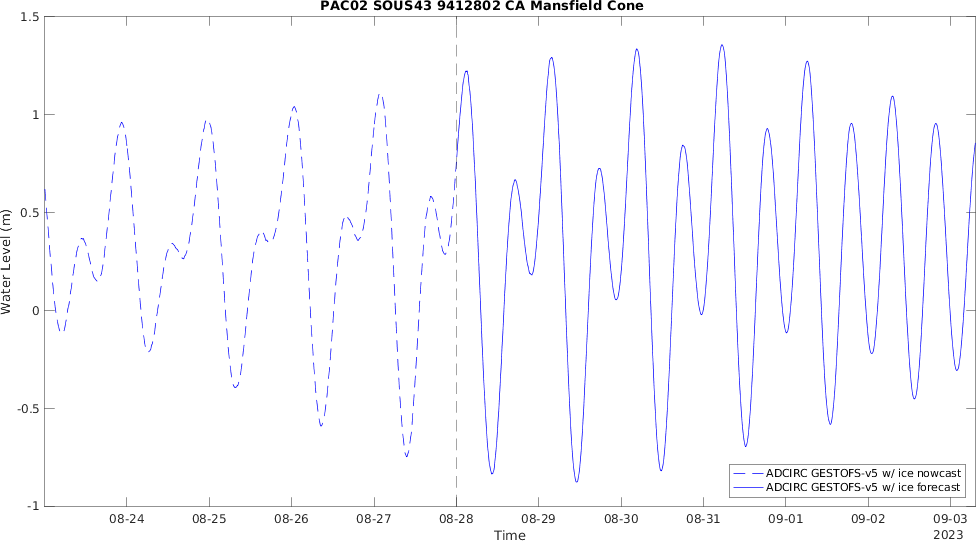 PAC02 SOUS43 9412802 CA Mansfield Cone
1.5
1
0.5
0
-0.5
-1
Water Level (m)
08-24 08-25 08-26 08-27 08-28 08-29 08-30 08-31 09-01 09-02 09-03
Time
2023
ADCIRC GESTOFS-v5 w/ ice nowcast
ADCIRC GESTOFS-v5 w/ ice forecast